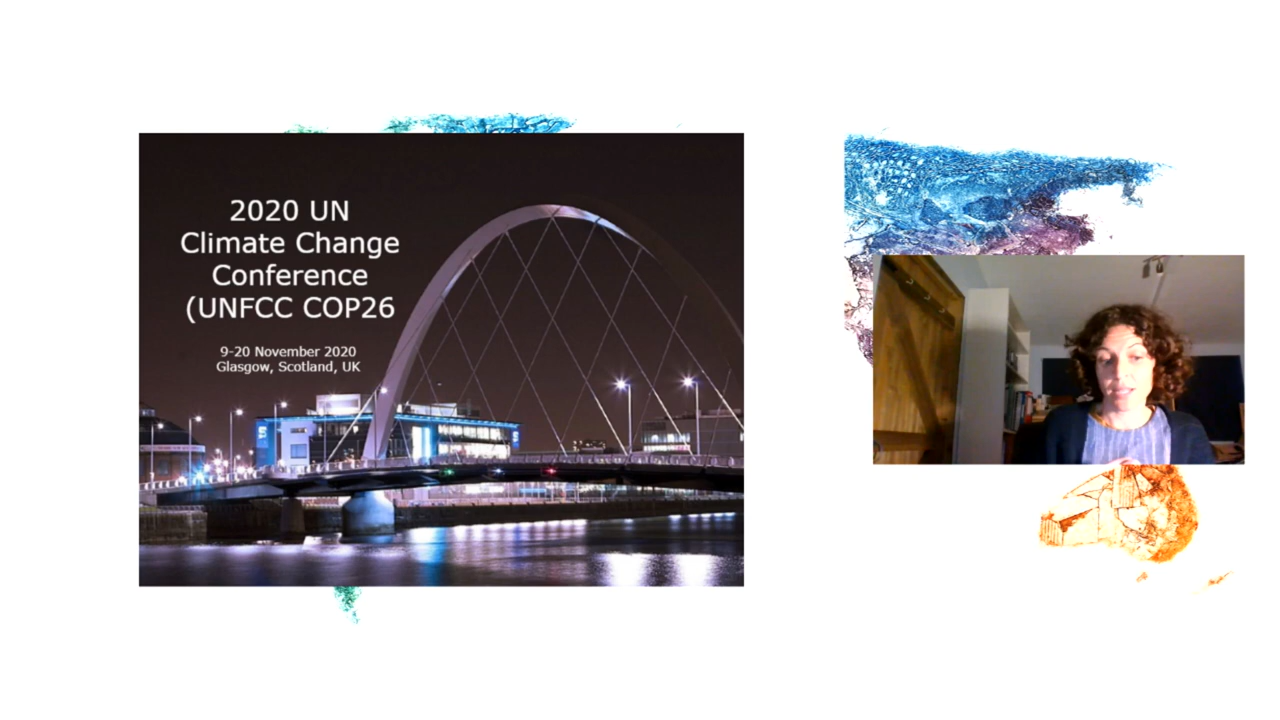 2020 UN
Climate Change
Conference
(UNFCC COP26
9-20 November 2020
Glasgow, Scotland, UK